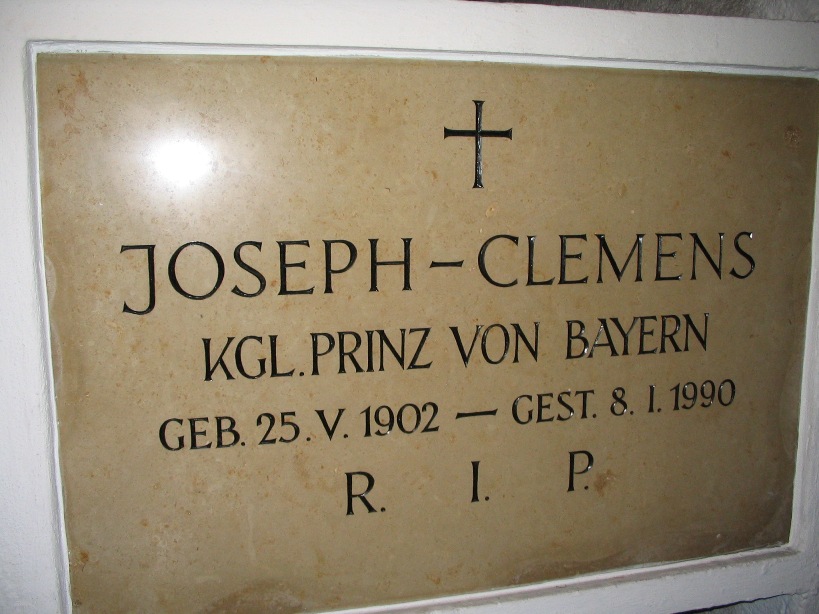 JOSEPH-CLEMENS
KGL. PRINZ VON BAYERN
GEB. 25. V. 1902 — GEST. 8. I. 1990
R. I. P.